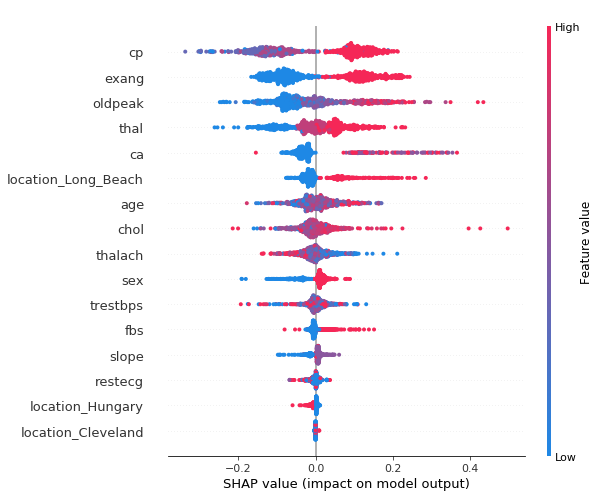 High
cp
exang
oldpeak
thal
ca
location_Long_Beach
age
chol
thalach
sex
trestbps
fbs
slope
restecg
location_Hungary
location_Cleveland
Feature value
Low
−0.2 0.0 0.2 0.4
SHAP value (impact on model output)